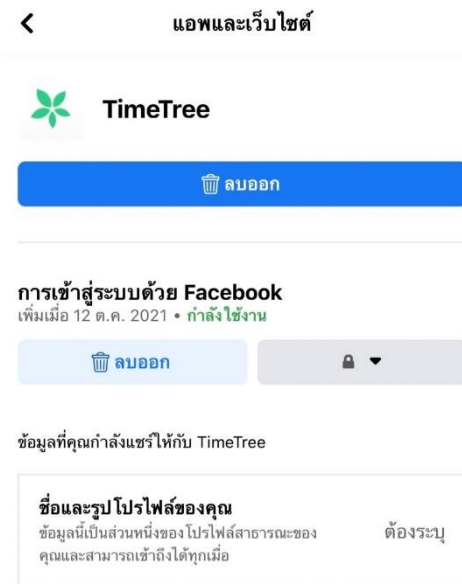 แอพและเว็บไซต์
TimeTree
ลบออก
การเข้าสู่ระบบด้วย Facebook
เพิ่มเมื่อ 12 ต.ค. 2021 • กำลังใช้งาน
ลบออก
ข้อมูลที่คุณกำลังแชร์ให้กับ TimeTree
ชื่อและรูปโปรไฟล์ของคุณ
ข้อมูลนี้เป็นส่วนหนึ่งของโปรไฟล์สาธารณะของ ต้องระบุ
คุณและสามารถเข้าถึงได้ทุกเมื่อ